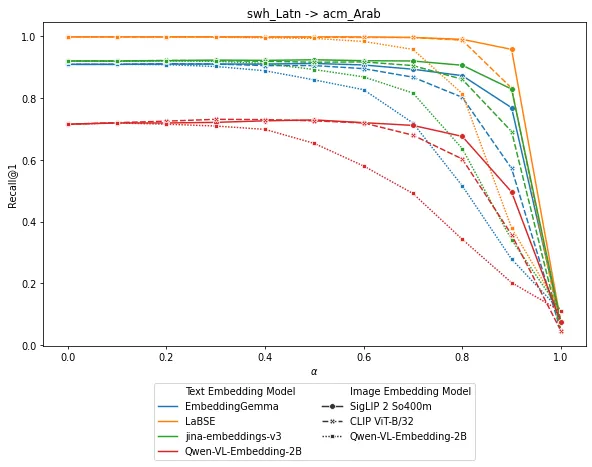 swh_Latn -> acm_Arab
Recall@1
1.0
0.8
0.6
0.4
0.2
0.0
0.0 0.2 0.4 0.6 0.8 1.0
α
Text Embedding Model
EmbeddingGemma
LaBSE
jina-embeddings-v3
Qwen-VL-Embedding-2B
Image Embedding Model
SigLIP 2 So400m
CLIP ViT-B/32
Qwen-VL-Embedding-2B